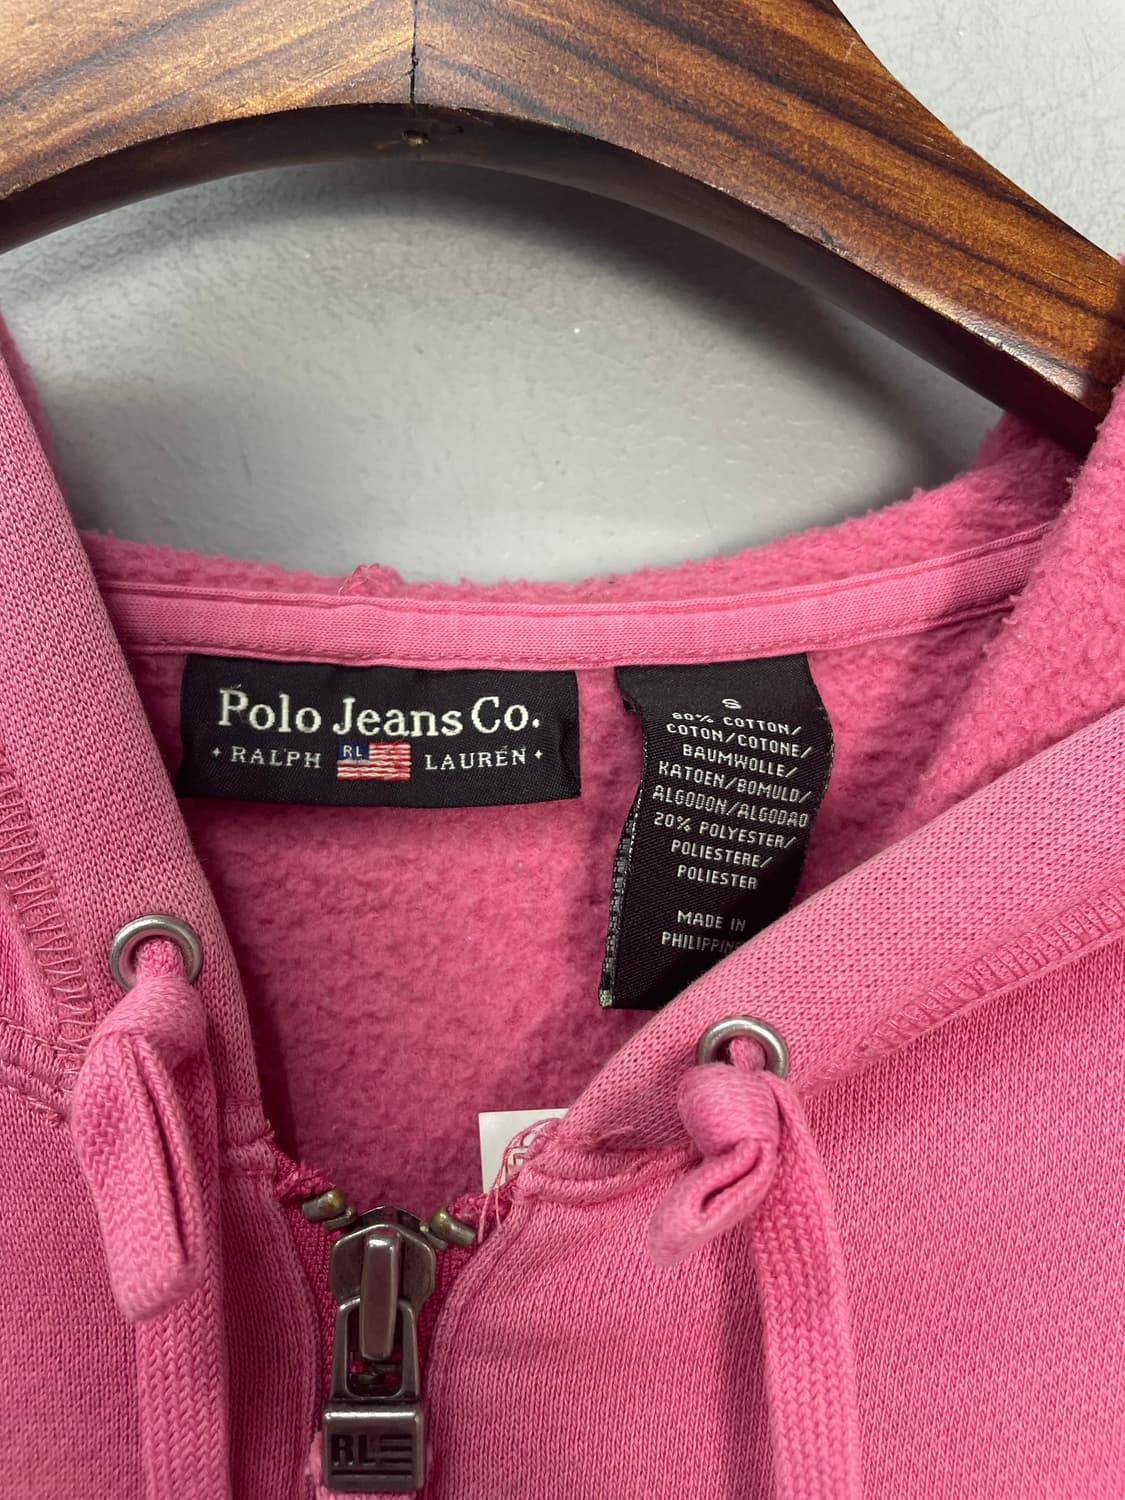 Polo Jeans Co.
RALPH RL LAUREN
S
80% COTTON/
COTON/COTONE/
BAUMWOLLE/
KATOEN/BOMULD/
ALGODON/ALGODAO
20% POLYESTER/
POLIESTERE/
POLIESTER
MADE IN
RL